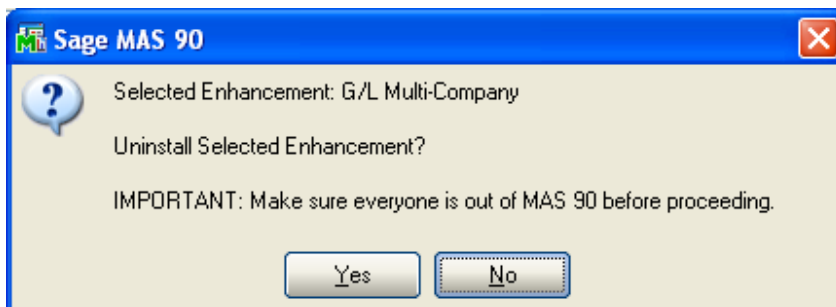 Sage MAS 90
Selected Enhancement: G/L Multi-Company
Uninstall Selected Enhancement?
IMPORTANT: Make sure everyone is out of MAS 90 before proceeding.
Yes No